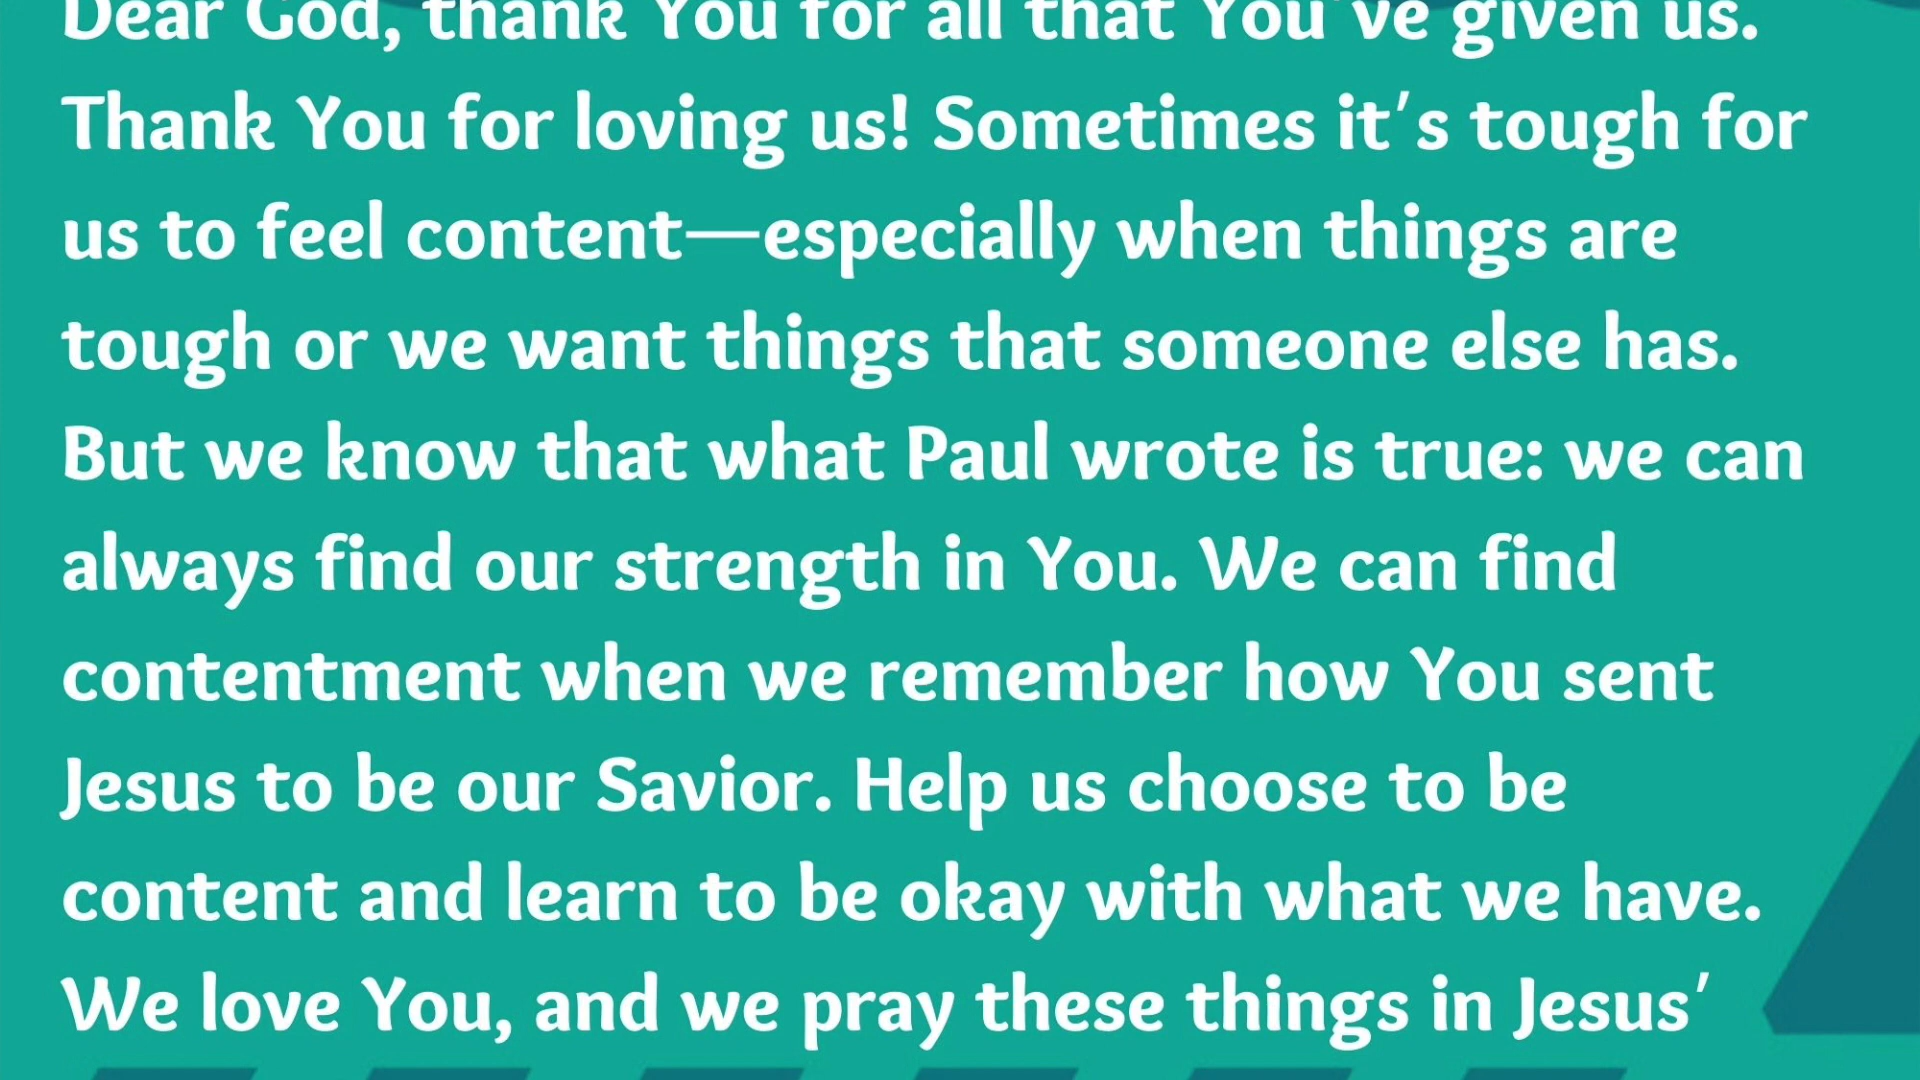 Dear God, thank You for all that You've given us.
Thank You for loving us! Sometimes it's tough for
us to feel content—especially when things are
tough or we want things that someone else has.
But we know that what Paul wrote is true: we can
always find our strength in You. We can find
contentment when we remember how You sent
Jesus to be our Savior. Help us choose to be
content and learn to be okay with what we have.
We love You, and we pray these things in Jesus'